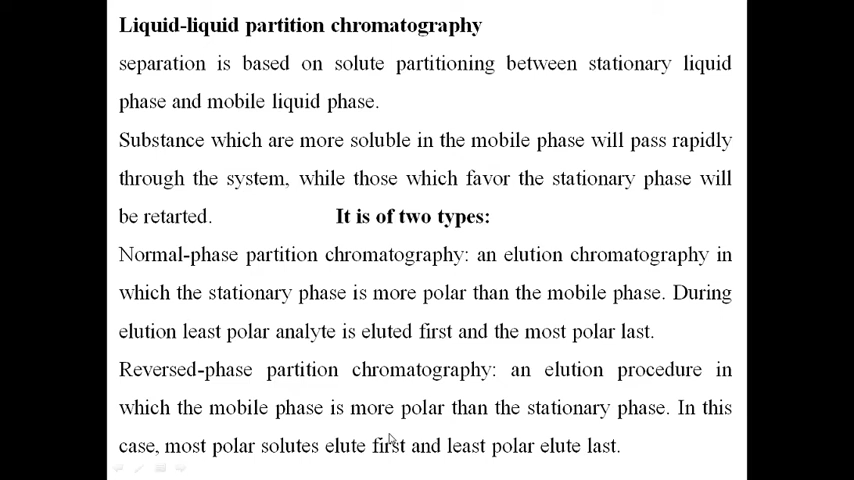 Liquid-liquid partition chromatography
separation is based on solute partitioning between stationary liquid
phase and mobile liquid phase.
Substance which are more soluble in the mobile phase will pass rapidly
through the system, while those which favor the stationary phase will
be retarted. It is of two types:
Normal-phase partition chromatography: an elution chromatography in
which the stationary phase is more polar than the mobile phase. During
elution least polar analyte is eluted first and the most polar last.
Reversed-phase partition chromatography: an elution procedure in
which the mobile phase is more polar than the stationary phase. In this
case, most polar solutes elute first and least polar elute last.